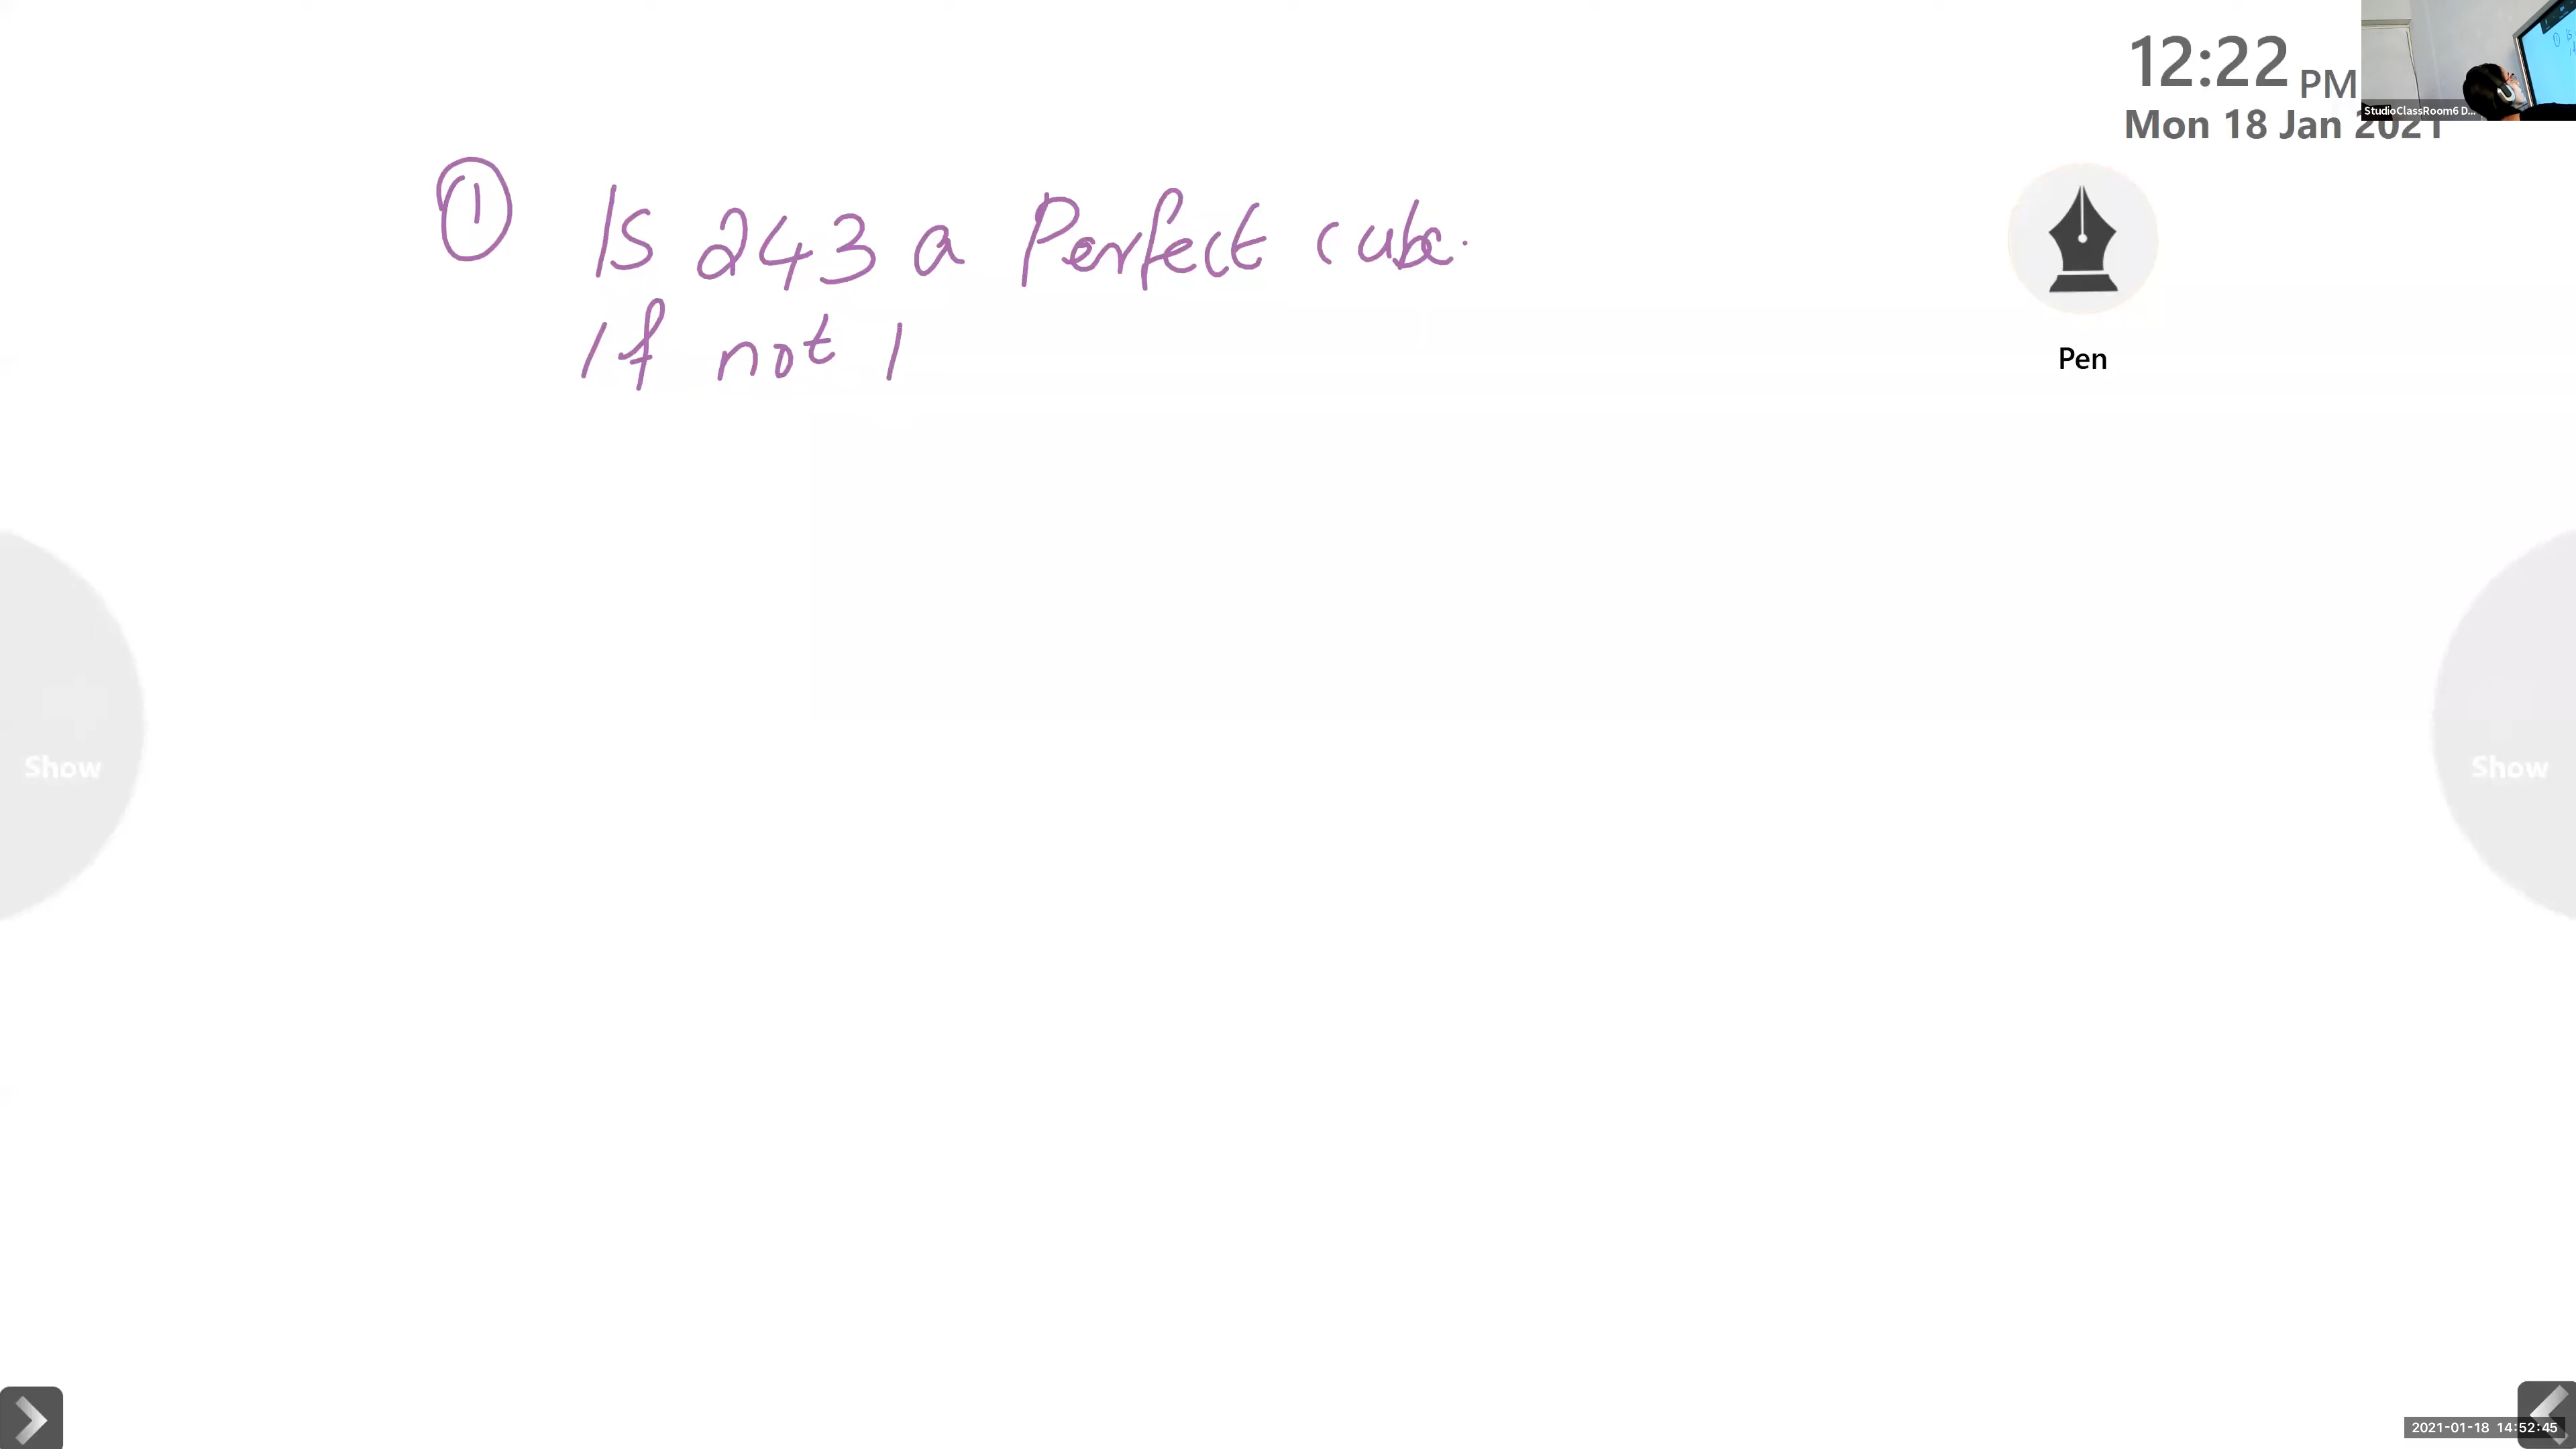 12:22 PM
Mon 18 Jan 2021
StudioClassRoom6 D...
① Is 243 a Perfect cube.
If not I
Pen
Show
Show
2021-01-18 14:52:45